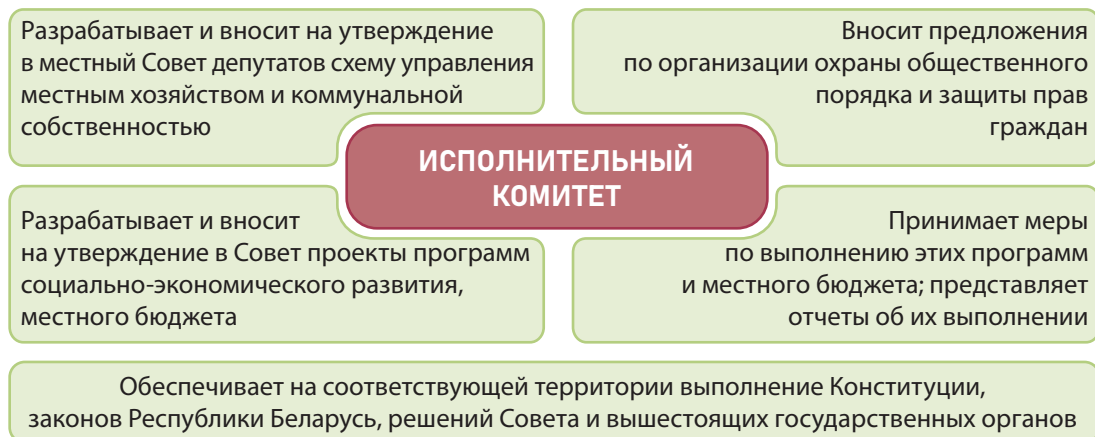 Разрабатывает и вносит на утверждение
в местный Совет депутатов схему управления
местным хозяйством и коммунальной
собственностью
Вносит предложения
по организации охраны общественного
порядка и защиты прав
граждан
ИСПОЛНИТЕЛЬНЫЙ
КОМИТЕТ
Разрабатывает и вносит
на утверждение в Совет проекты программ
социально-экономического развития,
местного бюджета
Принимает меры
по выполнению этих программ
и местного бюджета; представляет
отчеты об их выполнении
Обеспечивает на соответствующей территории выполнение Конституции,
законов Республики Беларусь, решений Совета и вышестоящих государственных органов